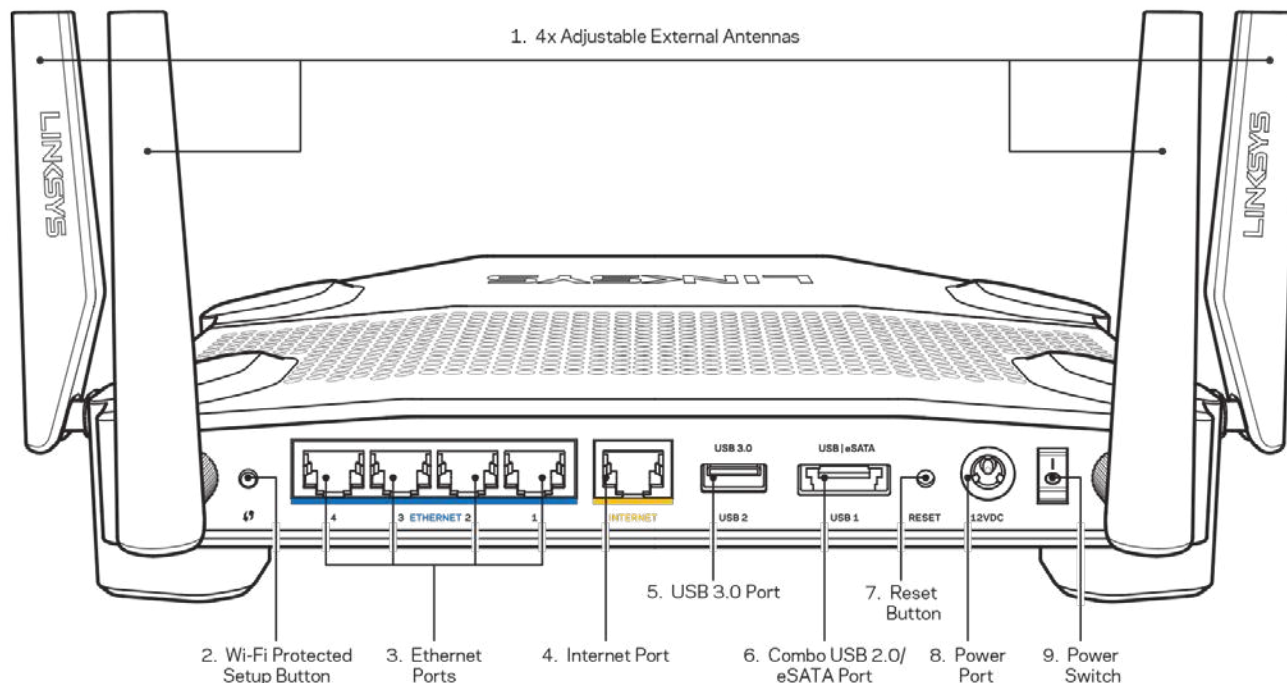 1. 4x Adjustable External Antennas
LINKSYS
LINKSYS
LINKSYS
USB 3.0
USB | eSATA
4
3
ETHERNET
2
1
INTERNET
USB 2
USB 1
RESET
12VDC
5. USB 3.0 Port
7. Reset
Button
2. Wi-Fi Protected
Setup Button
3. Ethernet
Ports
4. Internet Port
6. Combo USB 2.0/
eSATA Port
8. Power
Port
9. Power
Switch